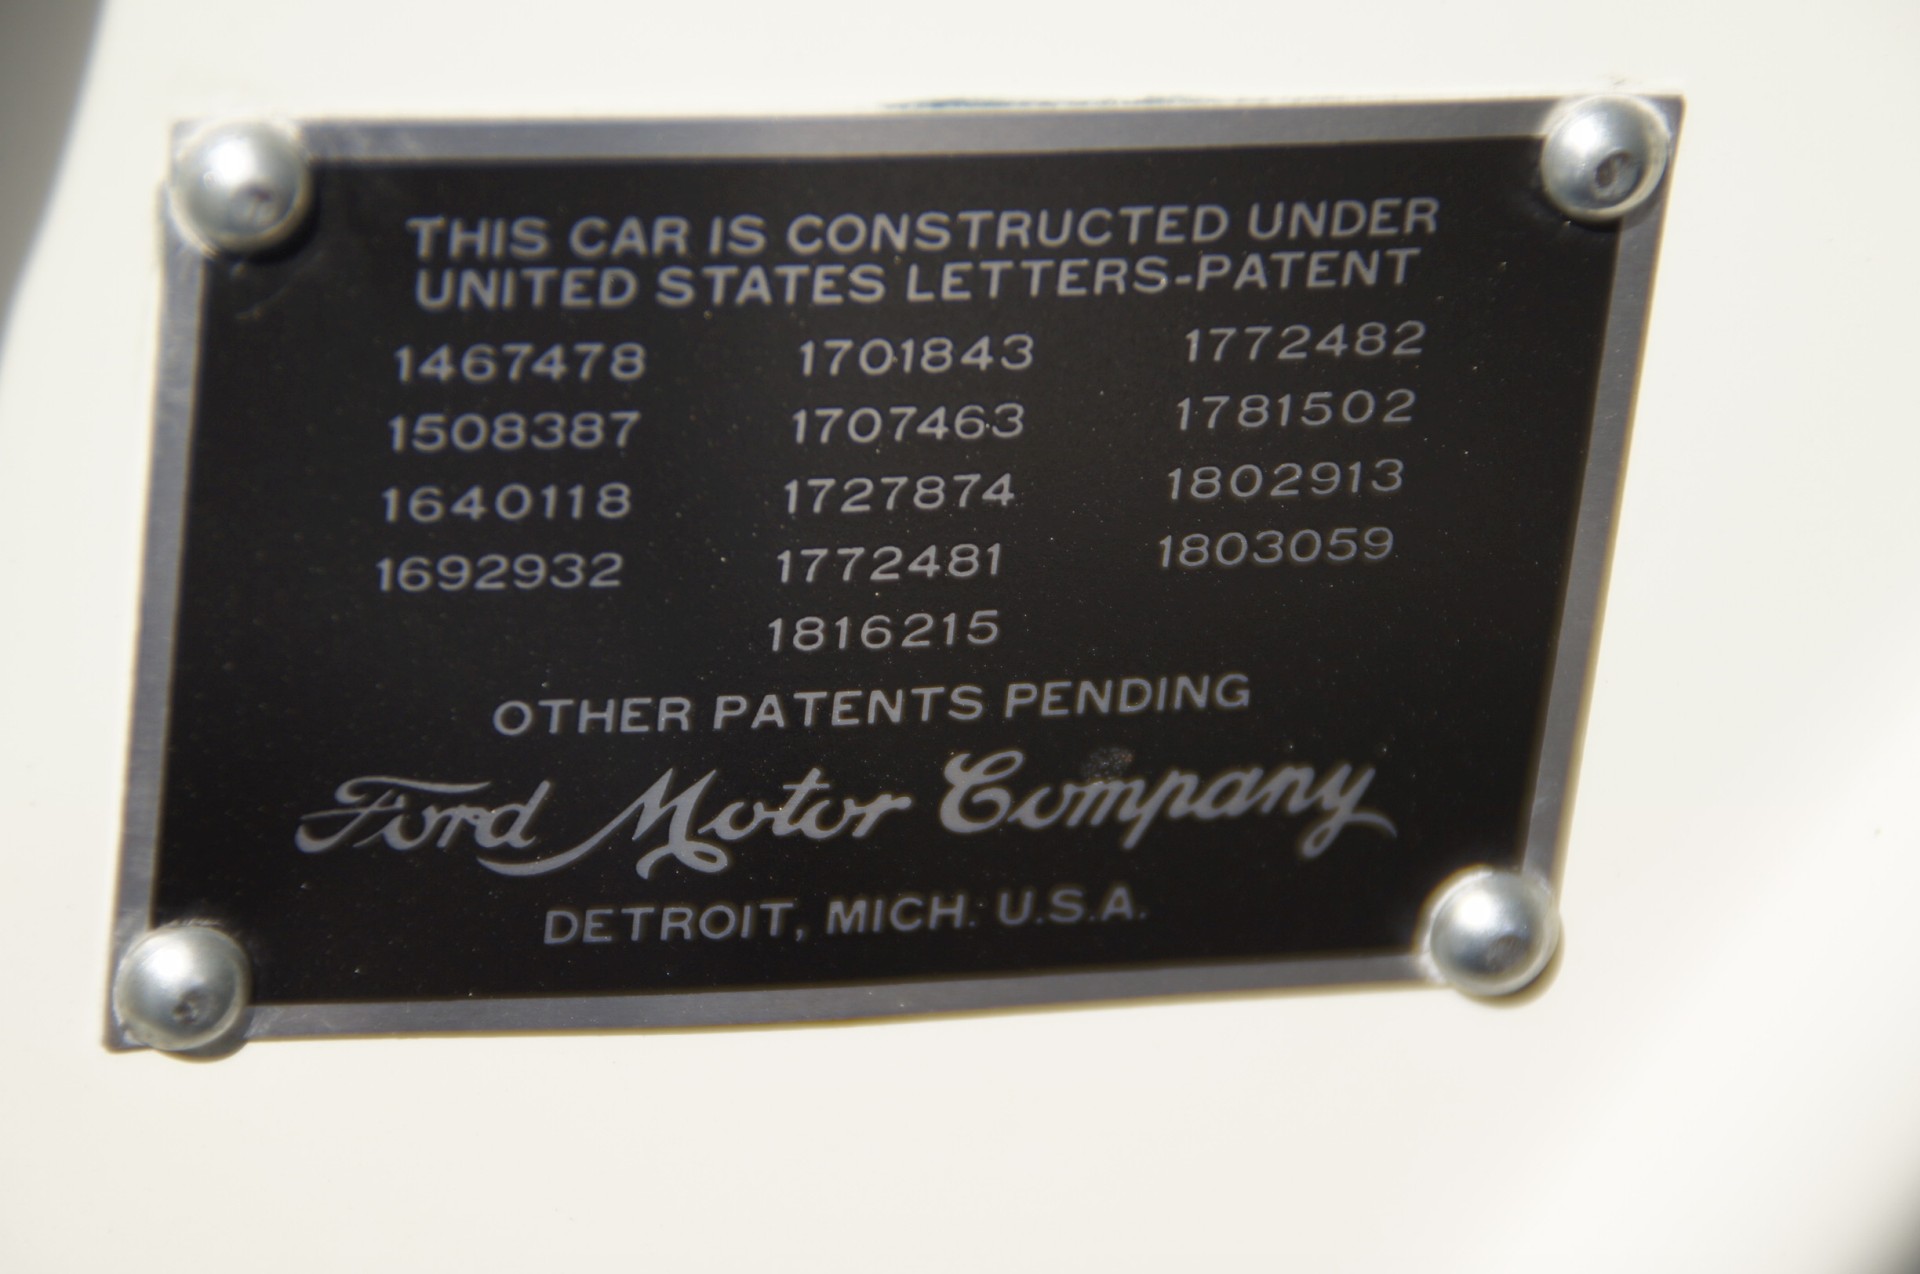 THIS CAR IS CONSTRUCTED UNDER
UNITED STATES LETTERS-PATENT
1467478 1701843 1772482
1508387 1707463 1781502
1640118 1727874 1802913
1692932 1772481 1803059
1816215
OTHER PATENTS PENDING
Ford Motor Company
DETROIT, MICH. U.S.A.